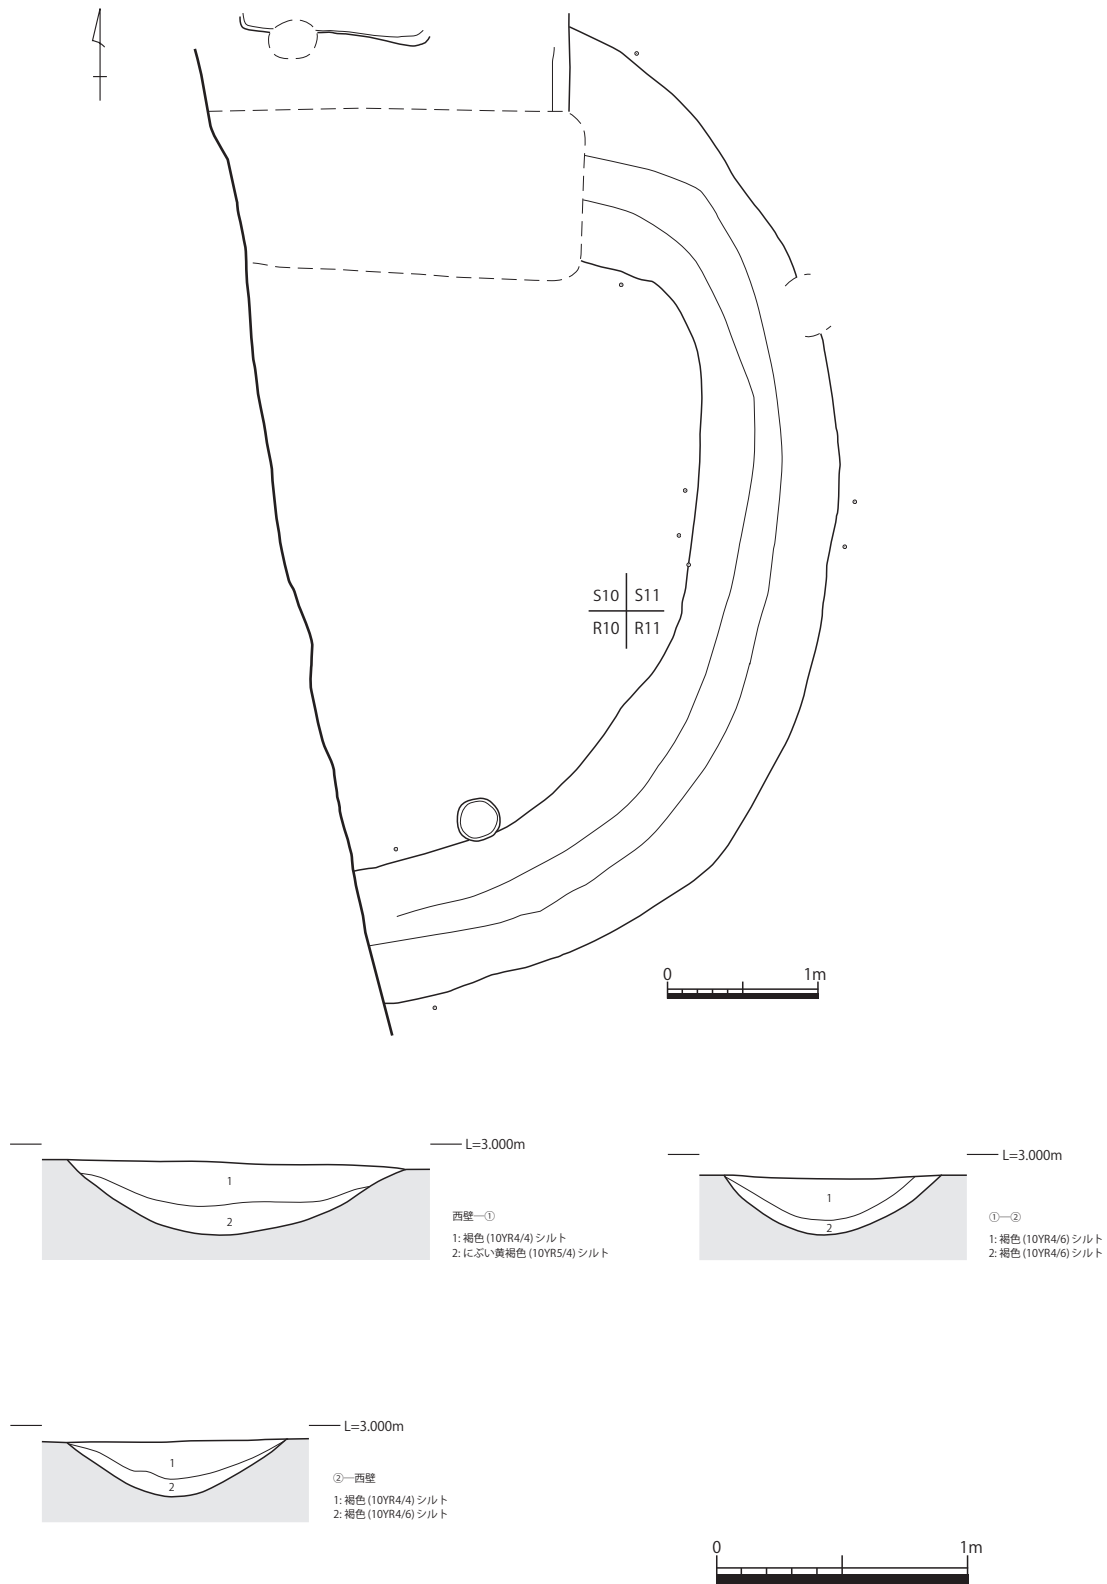 S10 S11
R10 R11
0 1m
L=3.000m
西壁―①
1: 褐色 (10YR4/4) シルト
2: にぶい黄褐色 (10YR5/4) シルト
1
2
L=3.000m
①―②
1: 褐色 (10YR4/6) シルト
2: 褐色 (10YR4/6) シルト
1
2
L=3.000m
②―西壁
1: 褐色 (10YR4/4) シルト
2: 褐色 (10YR4/6) シルト
1
2
0 1m